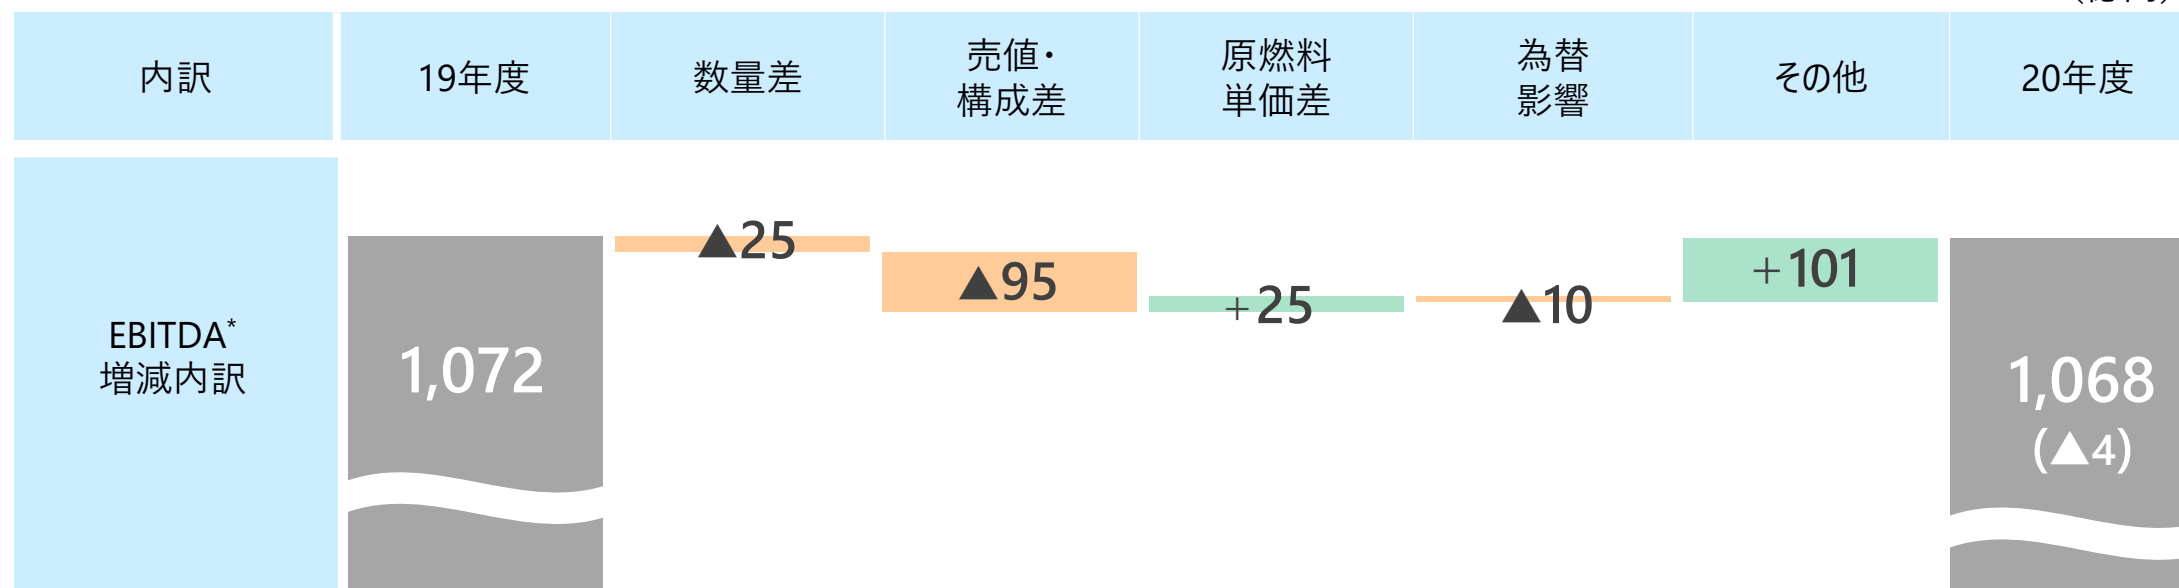 内訳
19年度
数量差
売値・
構成差
原燃料
単価差
為替
影響
その他
20年度
EBITDA*
増減内訳
1,072
▲25
▲95
+25
▲10
+101
1,068
(▲4)